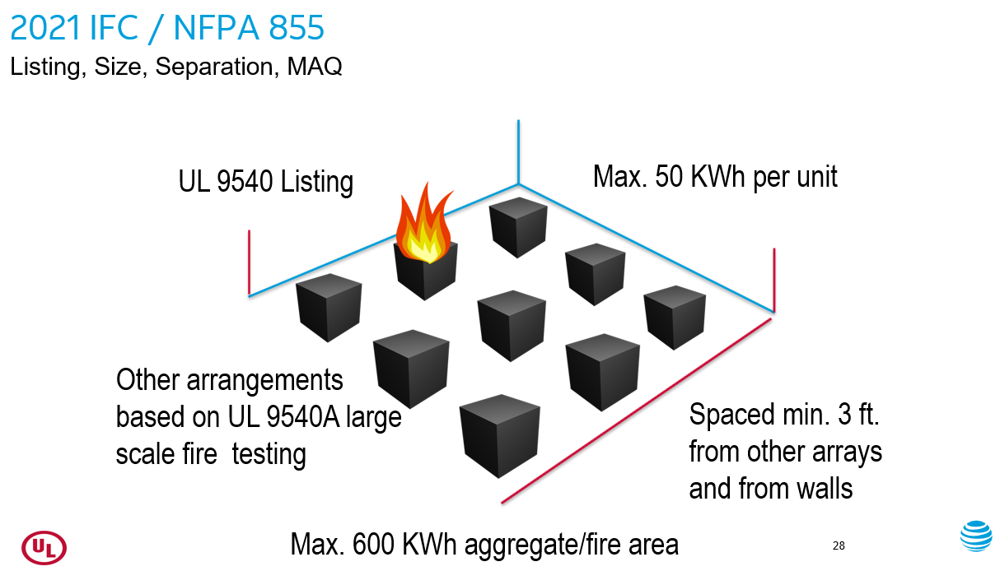 2021 IFC / NFPA 855
Listing, Size, Separation, MAQ
UL 9540 Listing
Max. 50 KWh per unit
Other arrangements
based on UL 9540A large
scale fire  testing
Spaced min. 3 ft.
from other arrays
and from walls
Max. 600 KWh aggregate/fire area
UL
28